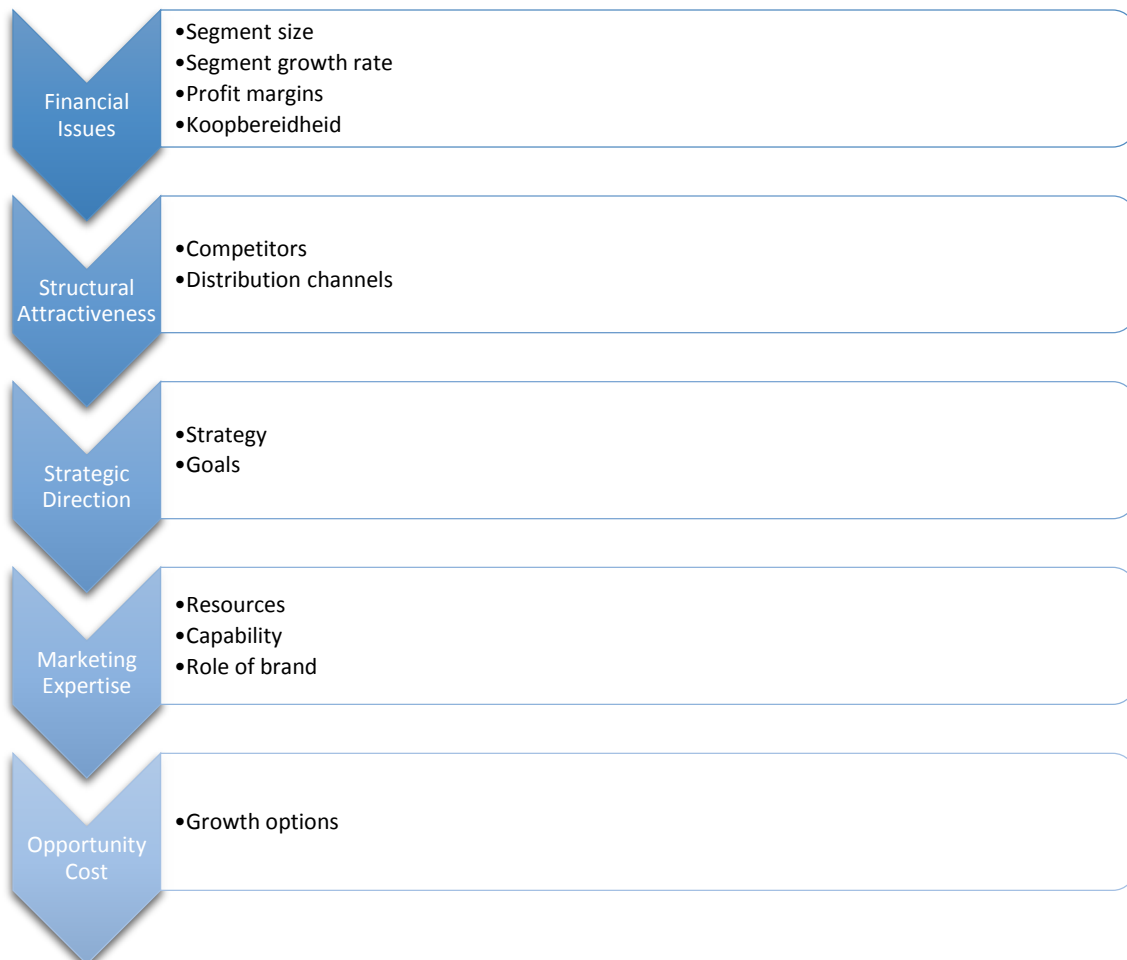 Financial
Issues
•Segment size
•Segment growth rate
•Profit margins
•Koopbereidheid
Structural
Attractiveness
•Competitors
•Distribution channels
Strategic
Direction
•Strategy
•Goals
Marketing
Expertise
•Resources
•Capability
•Role of brand
Opportunity
Cost
•Growth options